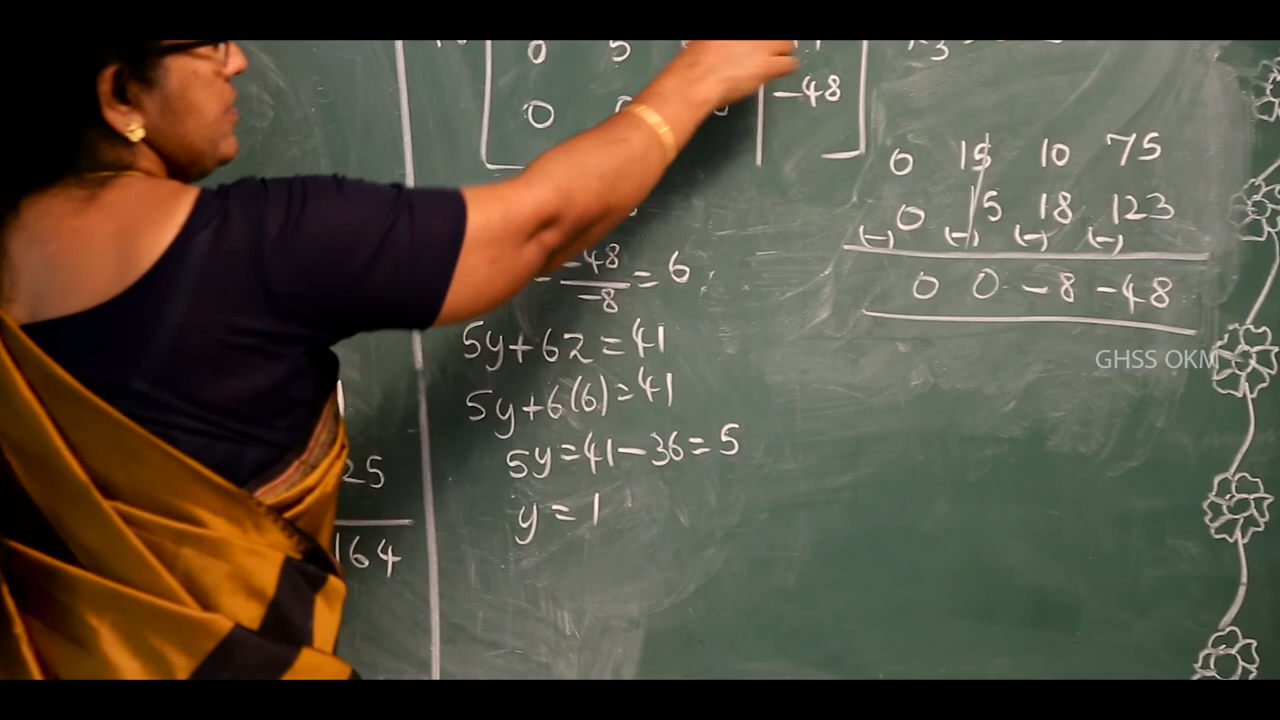 0 5
0 -48
0 15 10 75
0 15 18 123
(-) (-) (-) (-)
0 0 -8 -48
-48
-8
= 6
5y+6z=41
5y+6(6)=41
5y=41-36=5
y=1
25
164
GHSS OKM